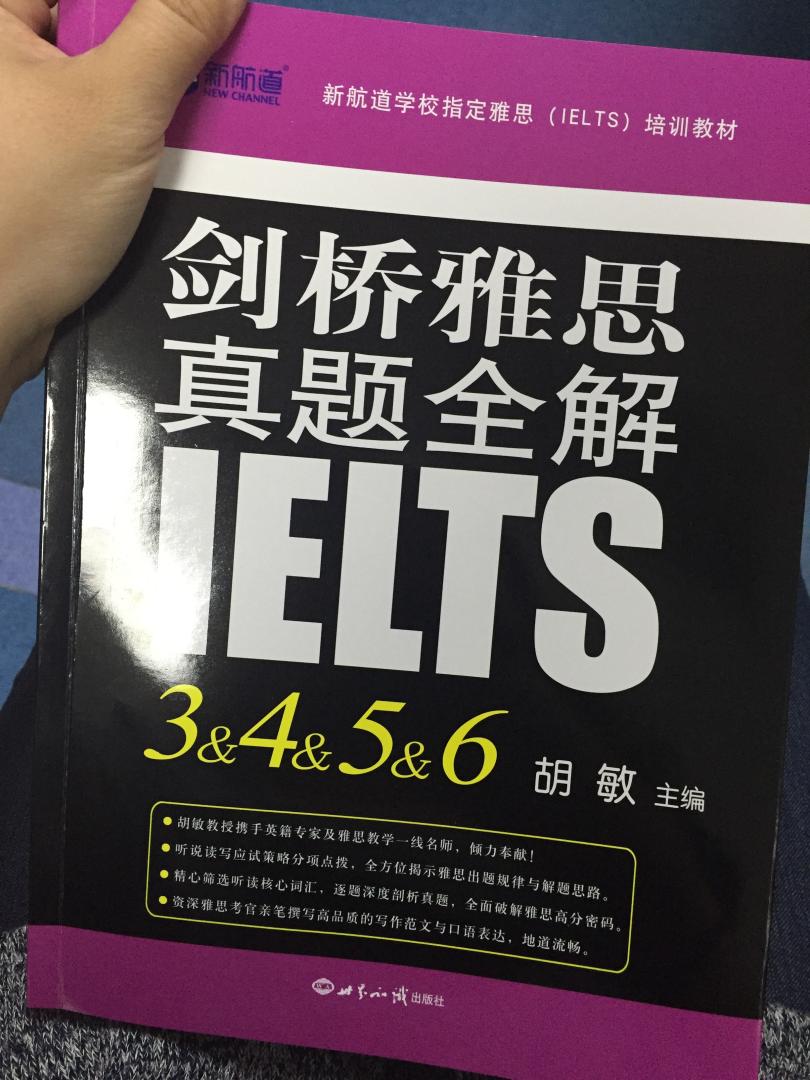 新航道®
NEW CHANNEL
新航道学校指定雅思（IELTS）培训教材
剑桥雅思
真题全解
IELTS
3&4&5&6
胡 敏 主编
● 胡敏教授携手英籍专家及雅思教学一线名师，倾力奉献！
● 听说读写应试策略分项点拨，全方位揭示雅思出题规律与解题思路。
● 精心筛选听读核心词汇，逐题深度剖析真题，全面破解雅思高分密码。
● 资深雅思考官亲笔撰写高品质的写作范文与口语表达，地道流畅。
世界知识出版社